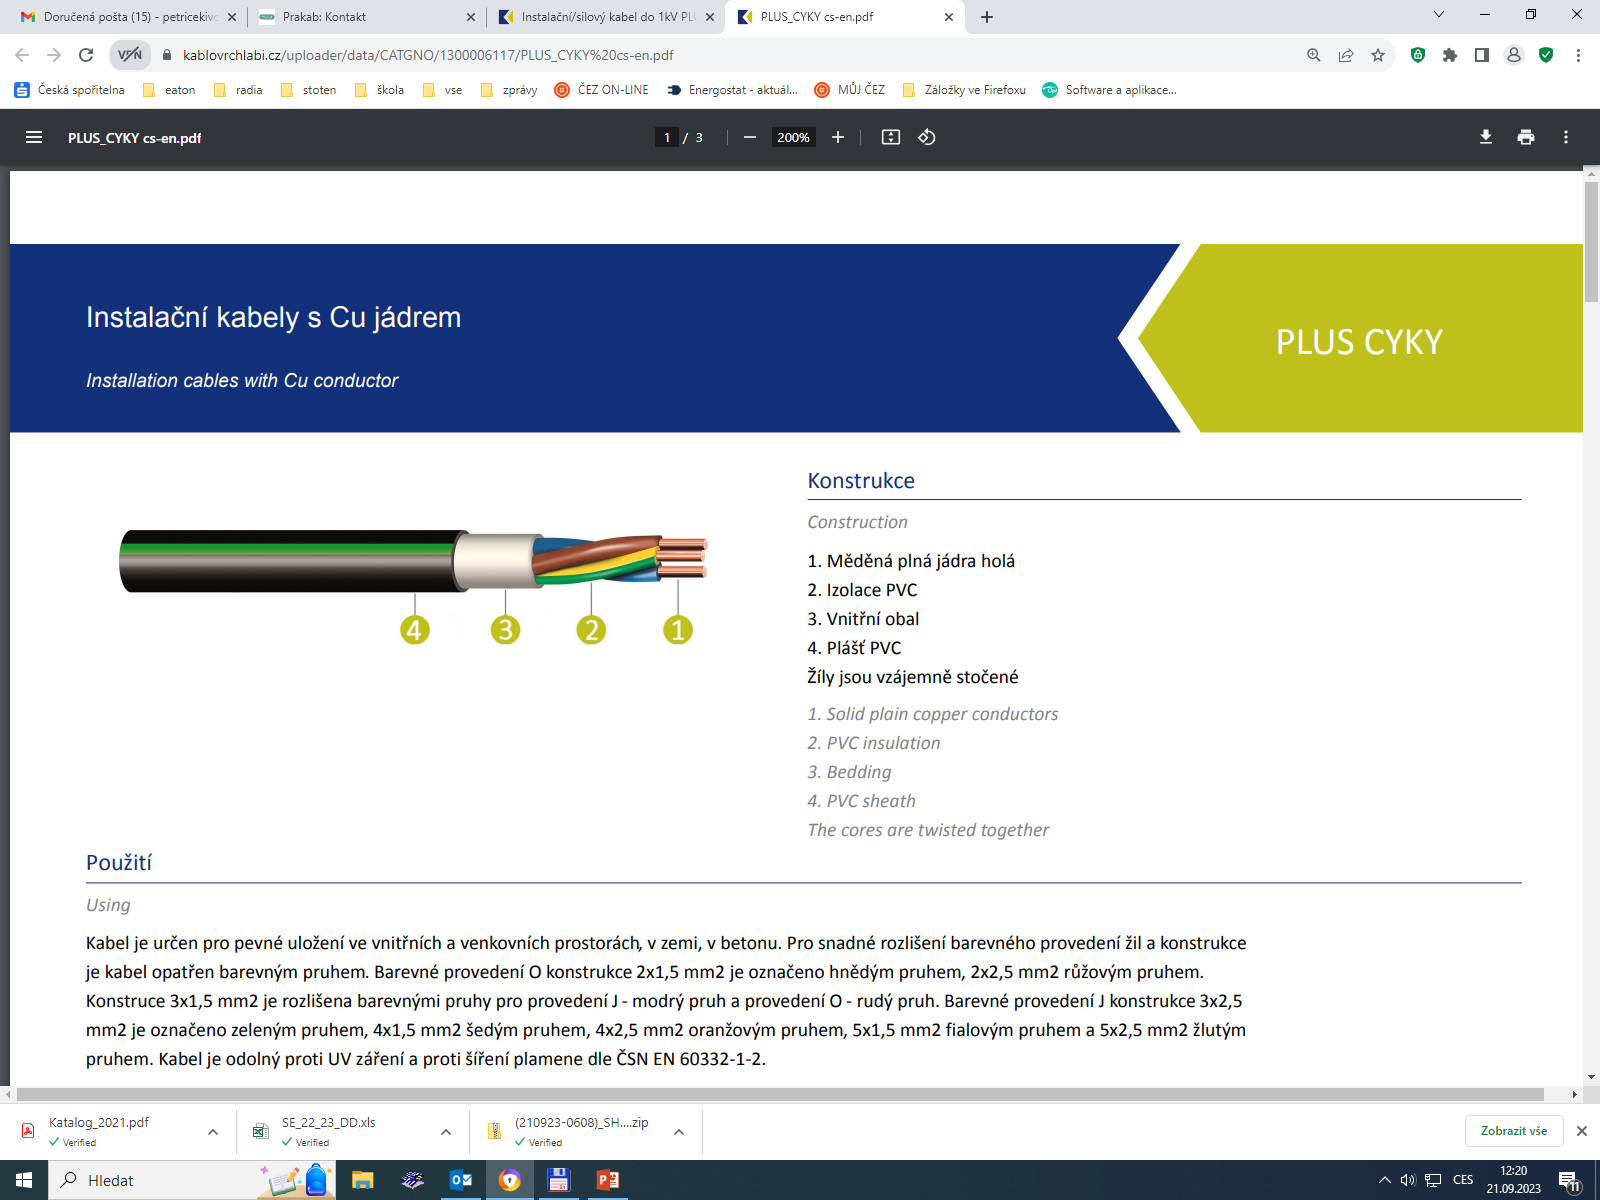 Doručená pošta (15) - petricekivo
Prakab: Kontakt
Instalační/silový kabel do 1kV PLU
PLUS_CYKY cs-en.pdf
VPN
kablovrchlabi.cz/uploader/data/CATGNO/1300006117/PLUS_CYKY%20cs-en.pdf
Česká spořitelna
eaton
radia
stoten
škola
vse
zprávy
ČEZ ON-LINE
Energostat - aktuál...
MŮJ ČEZ
Záložky ve Firefoxu
Software a aplikace...
PLUS_CYKY cs-en.pdf
1 / 3
200%
Instalační kabely s Cu jádrem
Installation cables with Cu conductor
PLUS CYKY
4
3
2
1
Konstrukce
Construction
1. Měděná plná jádra holá
2. Izolace PVC
3. Vnitřní obal
4. Plášť PVC
Žíly jsou vzájemně stočené
1. Solid plain copper conductors
2. PVC insulation
3. Bedding
4. PVC sheath
The cores are twisted together
Použití
Using
Kabel je určen pro pevné uložení ve vnitřních a venkovních prostorách, v zemi, v betonu. Pro snadné rozlišení barevného provedení žil a konstrukce
je kabel opatřen barevným pruhem. Barevné provedení O konstrukce 2x1,5 mm2 je označeno hnědým pruhem, 2x2,5 mm2 růžovým pruhem.
Konstruce 3x1,5 mm2 je rozlišena barevnými pruhy pro provedení J - modrý pruh a provedení O - rudý pruh. Barevné provedení J konstrukce 3x2,5
mm2 je označeno zeleným pruhem, 4x1,5 mm2 šedým pruhem, 4x2,5 mm2 oranžovým pruhem, 5x1,5 mm2 fialovým pruhem a 5x2,5 mm2 žlutým
pruhem. Kabel je odolný proti UV záření a proti šíření plamene dle ČSN EN 60332-1-2.
Katalog_2021.pdf
Verified
SE_22_23_DD.xls
Verified
(210923-0608)_SH....zip
Verified
Zobrazit vše
Hledat
CES
12:20
21.09.2023
11